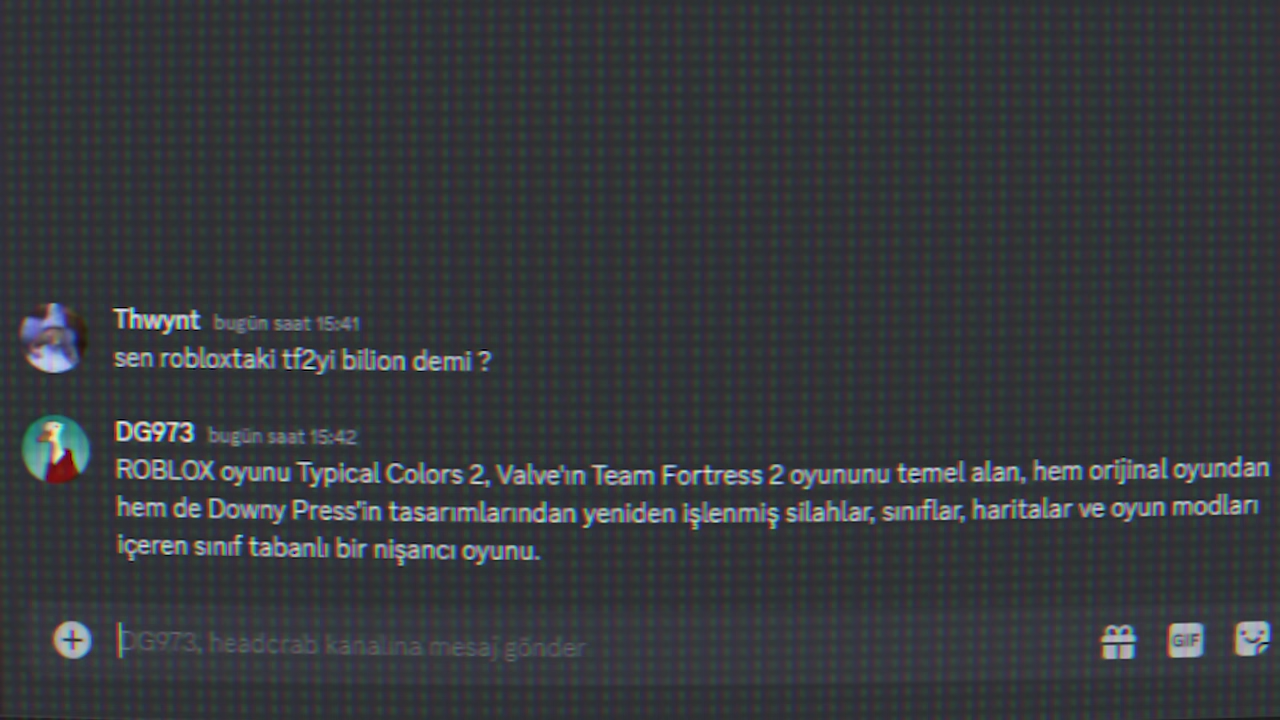 Thwynt bugün saat 15:41
sen robloxtaki tf2yi bilion demi ?
DG973 bugün saat 15:42
ROBLOX oyunu Typical Colors 2, Valve'ın Team Fortress 2 oyununu temel alan, hem orijinal oyundan
hem de Downy Press'in tasarımlarından yeniden işlenmiş silahlar, sınıflar, haritalar ve oyun modları
içeren sınıf tabanlı bir nişancı oyunu.
DG973, headcrab kanalına mesaj gönder
GIF